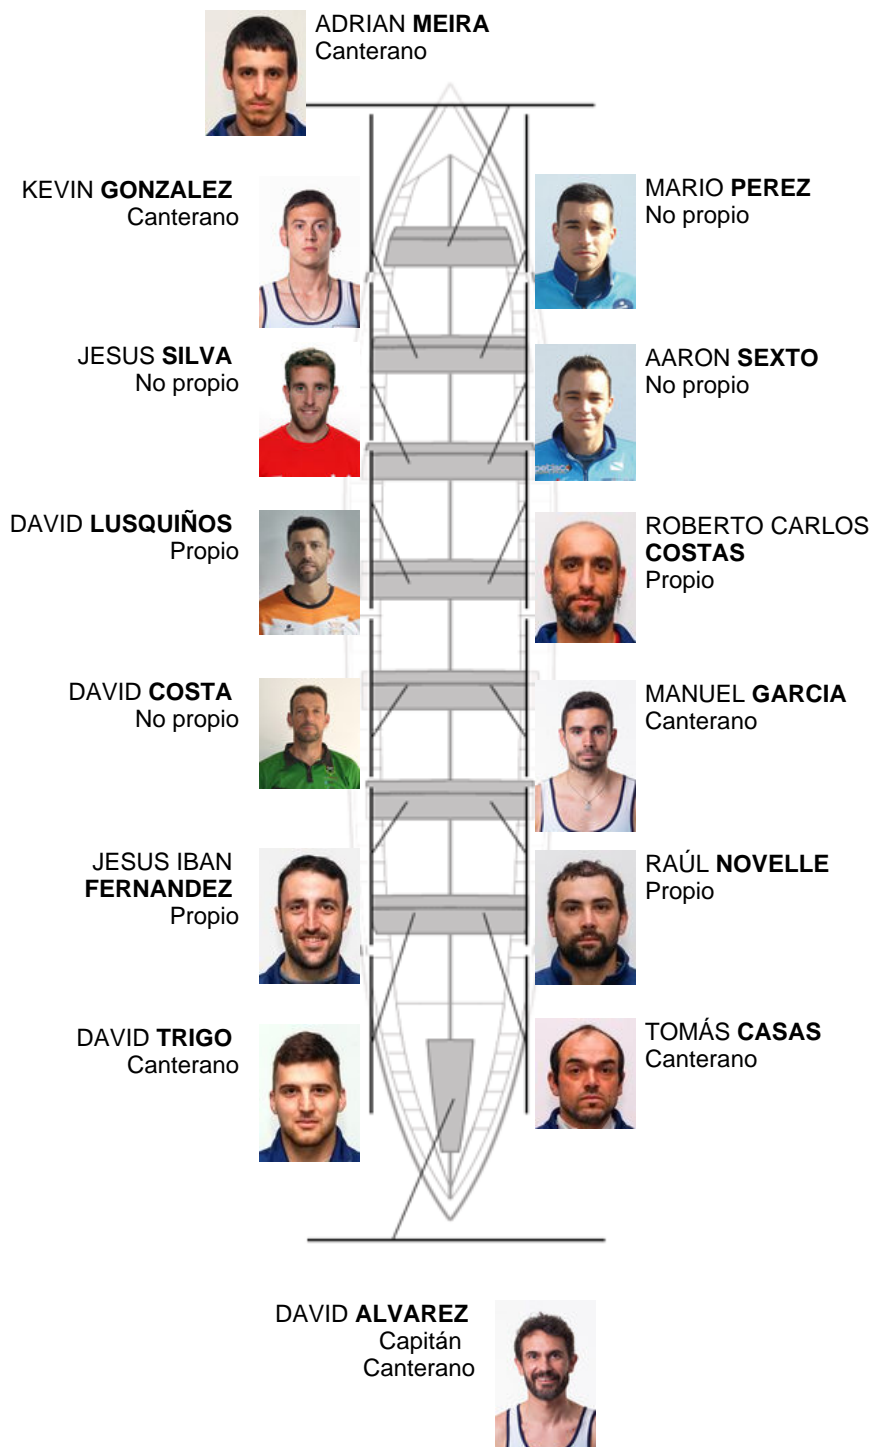 ADRIAN MEIRA
Canterano
KEVIN GONZALEZ
Canterano
MARIO PEREZ
No propio
JESUS SILVA
No propio
AARON SEXTO
No propio
DAVID LUSQUIÑOS
Propio
ROBERTO CARLOS
COSTAS
Propio
DAVID COSTA
No propio
MANUEL GARCIA
Canterano
JESUS IBAN
FERNANDEZ
Propio
RAÚL NOVELLE
Propio
DAVID TRIGO
Canterano
TOMÁS CASAS
Canterano
DAVID ALVAREZ
Capitán
Canterano